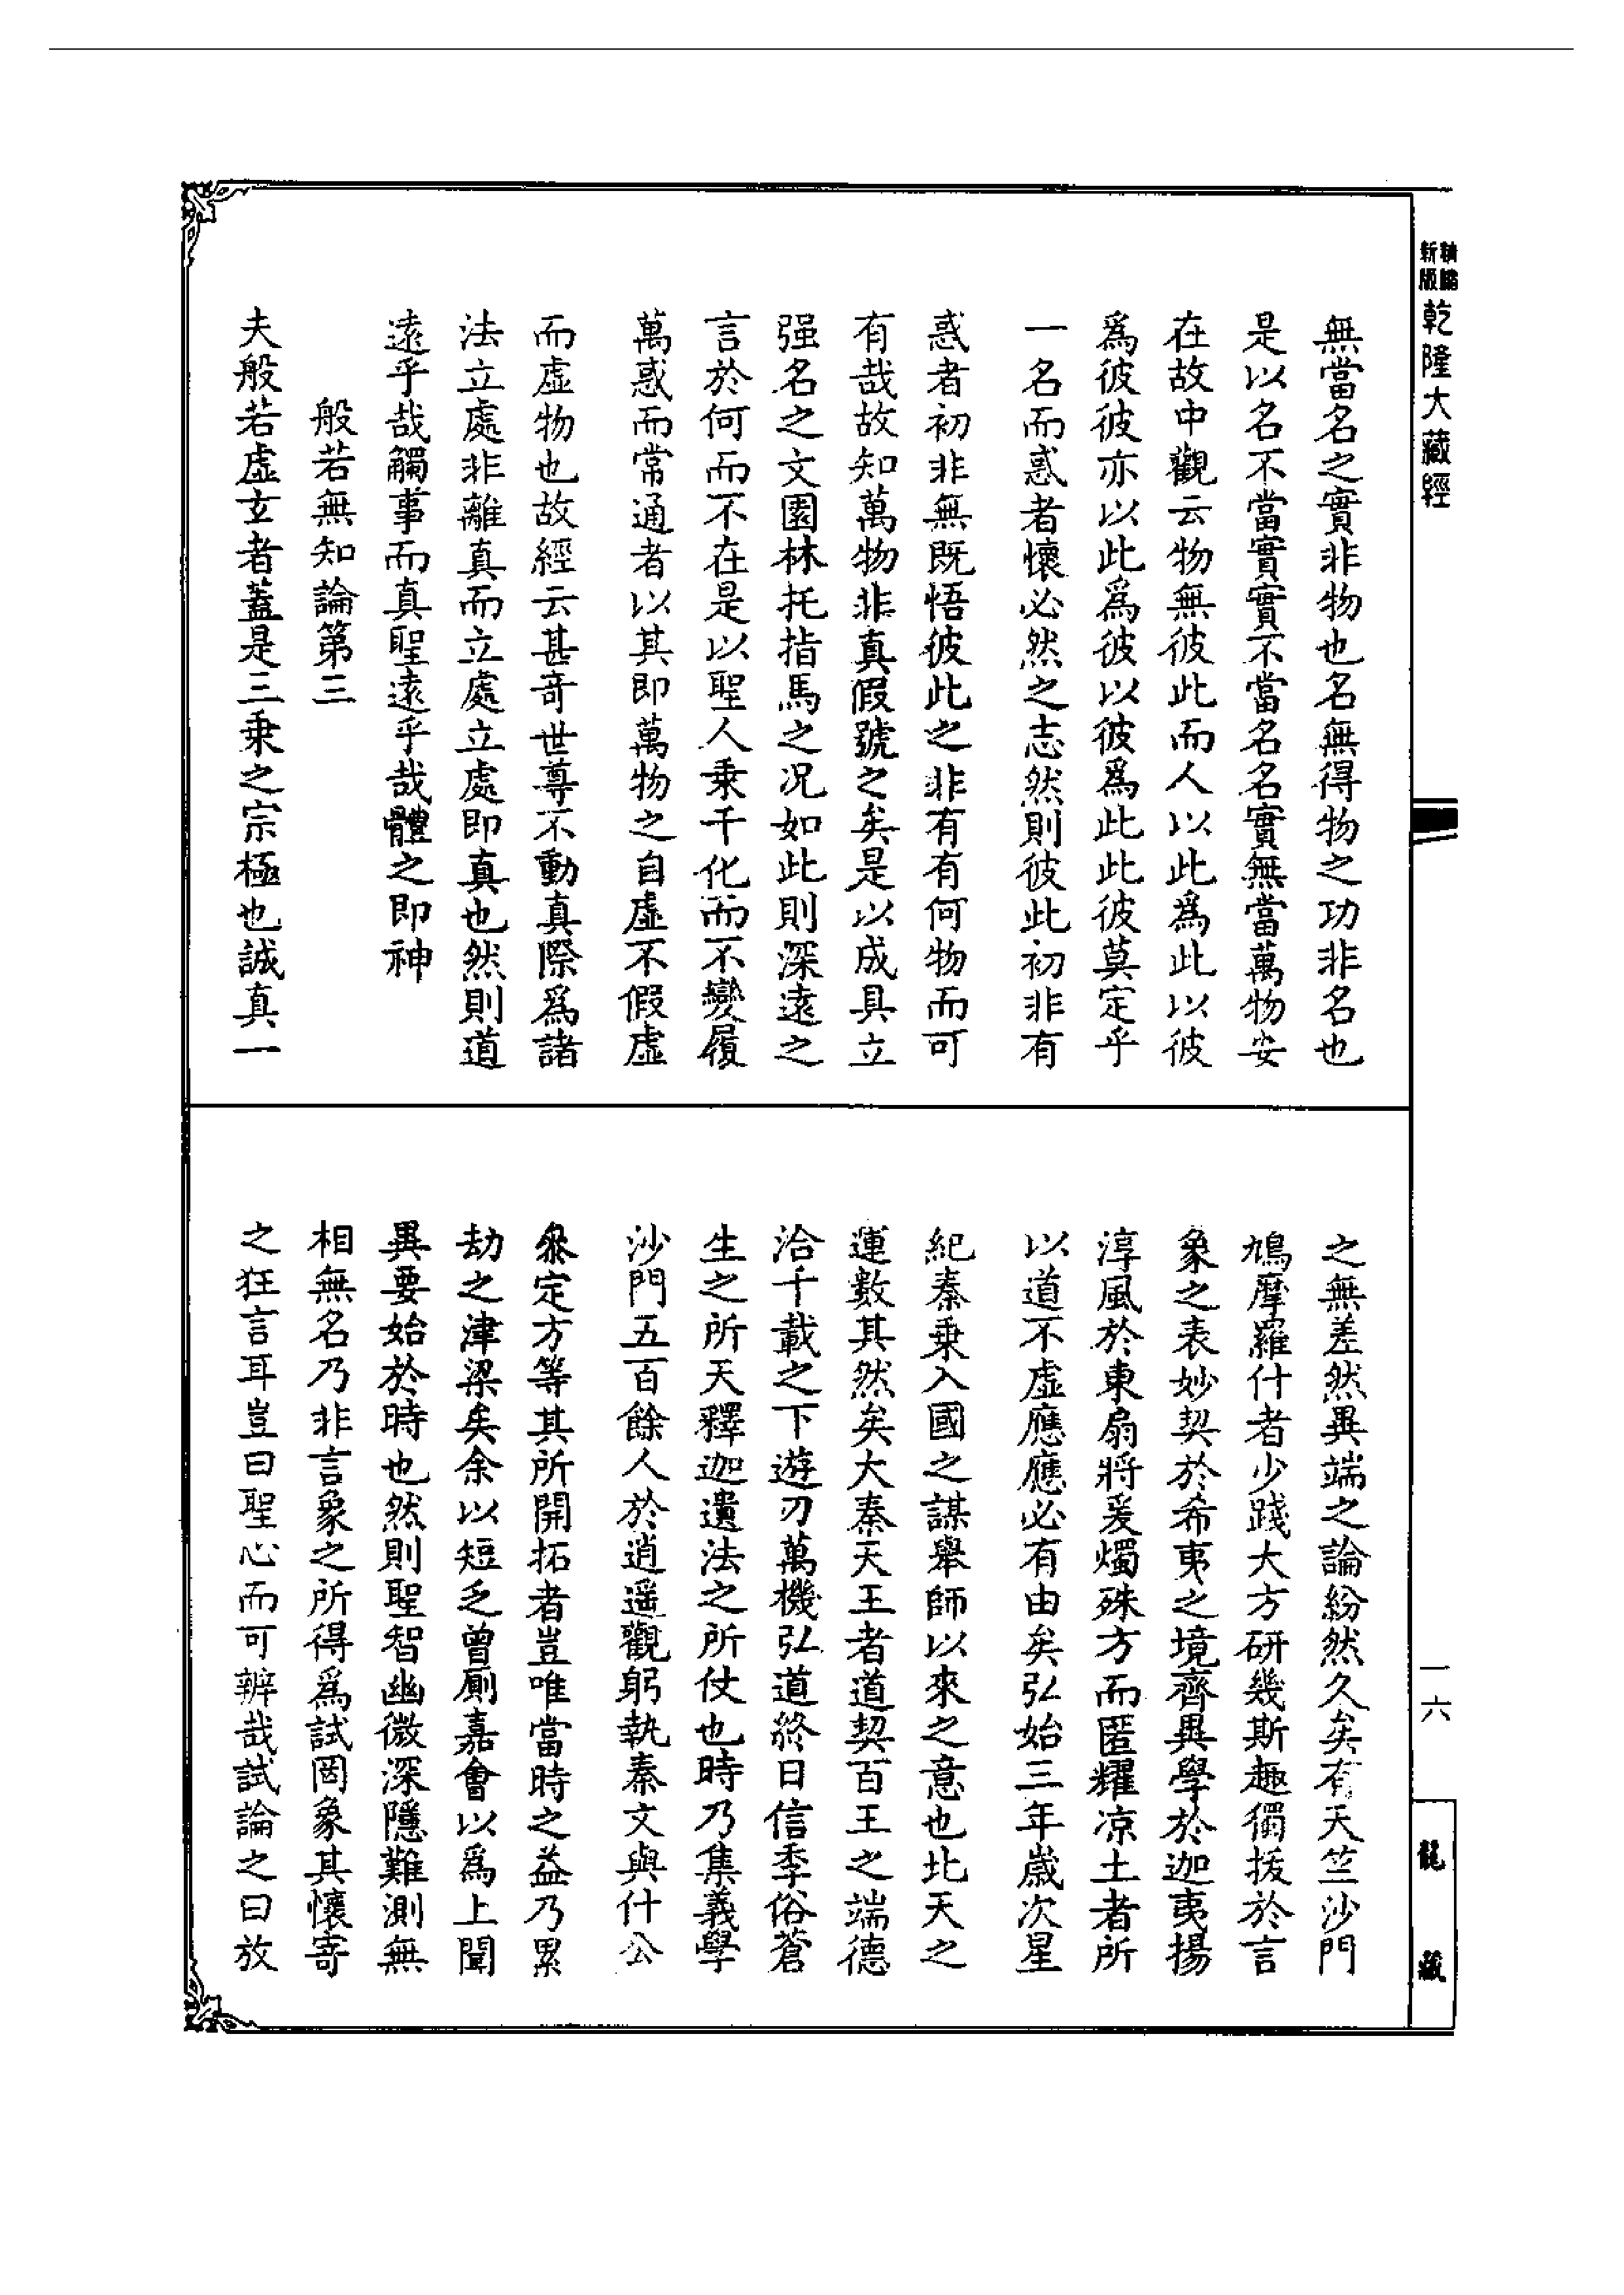 新版
乾隆大藏經
無當名之實非物也名無得物之功非名也
是以名不當實實不當名名實無當萬物安
在故中觀云物無彼此而人以此為此以彼
為彼彼亦以此為彼以彼為此此彼莫定乎
一名而惑者懷必然之志然則彼此初非有
惑者初非無既悟彼此之非有有何物而可
有哉故知萬物非真假號之矣是以成具立
强名之文園林托指馬之况如此則深遠之
言於何而不在是以聖人乗千化而不變履
萬惑而常通者以其即萬物之自虛不假虛
而虛物也故經云甚竒世尊不動真際為諸
法立處非離真而立處立處即真也然則道
遠乎哉觸事而真聖遠乎哉體之即神
般若無知論第三
夫般若虛玄者蓋是三乗之宗極也誠真一
之無差然異端之論紛然久矣有天竺沙門
鳩摩羅什者少踐大方研幾斯趣獨拔於言
象之表妙契於希夷之境齊異學於迦夷揚
淳風於東扇將爰燭殊方而匿耀凉土者所
以道不虛應應必有由矣弘始三年歲次星
紀秦乗入國之謀舉師以來之意也北天之
運數其然矣大秦天王者道契百王之端德
洽千載之下遊刃萬機弘道終日信季俗蒼
生之所天釋迦遺法之所仗也時乃集義學
沙門五百餘人於逍遥觀躬執秦文與什公
叅定方等其所開拓者豈唯當時之益乃累
劫之津梁矣余以短乏曾厠嘉會以為上聞
異要始於時也然則聖智幽微深隱難測無
相無名乃非言象之所得為試罔象其懷寄
之狂言耳豈曰聖心而可辨哉試論之曰放
一六
龍藏